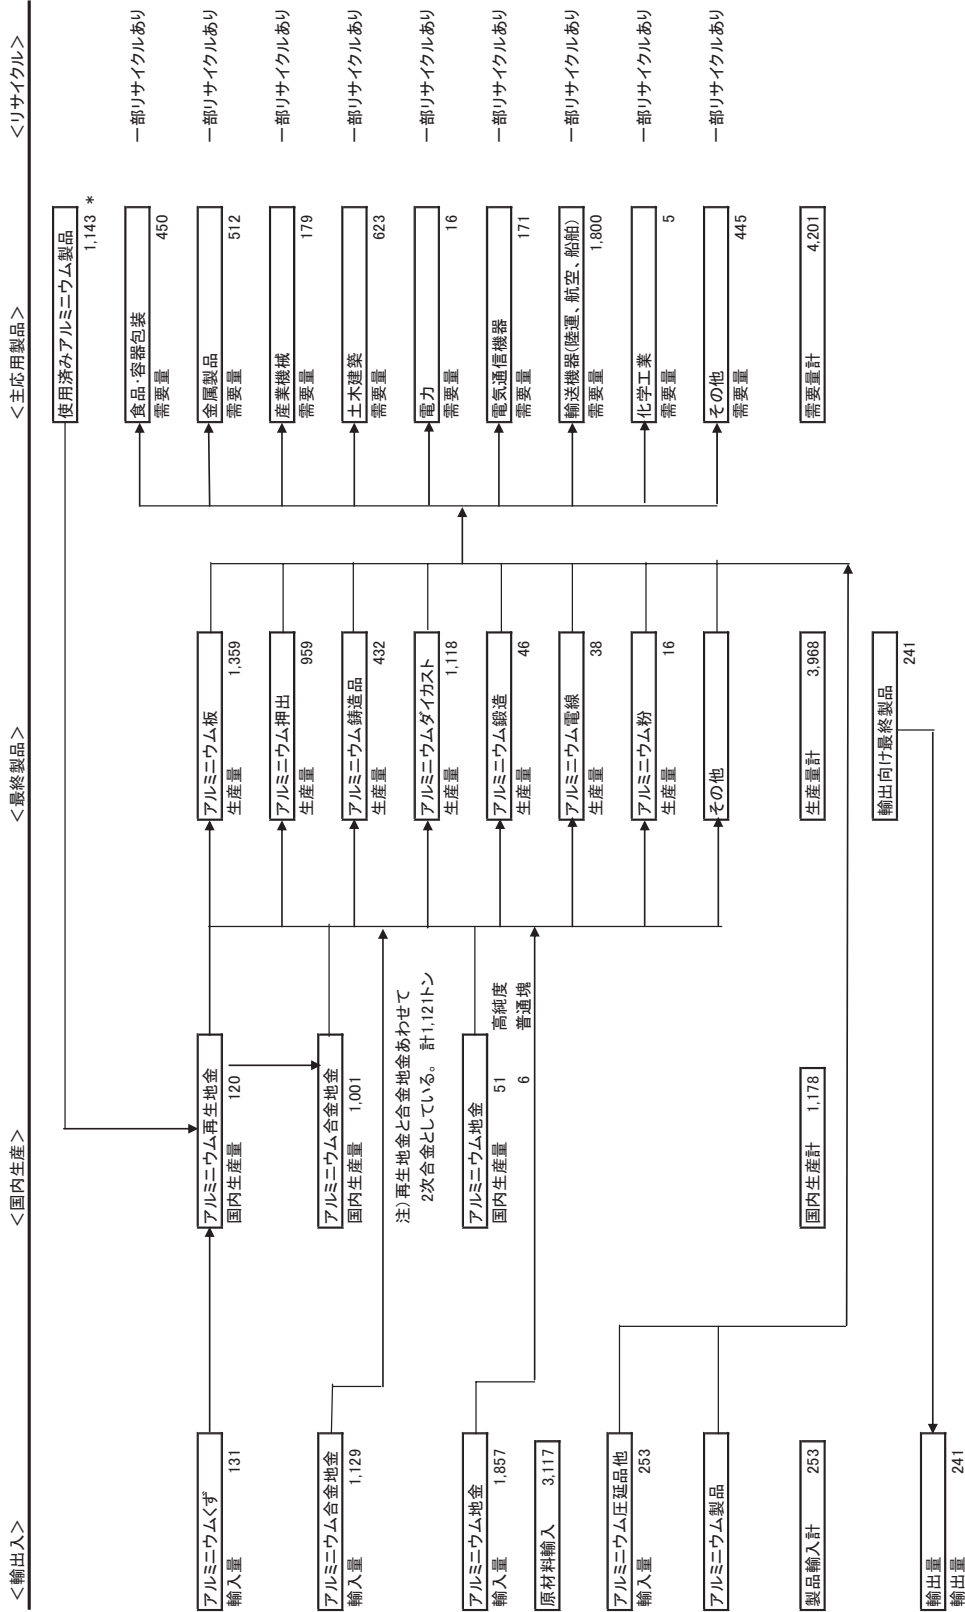 ＜輸出入＞
＜国内生産＞
＜最終製品＞
＜主応用製品＞
＜リサイクル＞
使用済みアルミニウム製品
1,143 *
アルミニウムくず
輸入量 131
アルミニウム合金地金
輸入量 1,129
アルミニウム地金
輸入量 1,857
原材料輸入 3,117
アルミニウム圧延品他
輸入量 253
アルミニウム製品
製品輸入計 253
輸出量
輸出量 241
アルミニウム再生地金
国内生産量 120
アルミニウム合金地金
国内生産量 1,001
注）再生地金と合金地金あわせて
2次合金としている。 計1,121トン
アルミニウム地金
国内生産量 51 高純度
6 普通塊
国内生産計 1,178
アルミニウム板
生産量 1,359
アルミニウム押出
生産量 959
アルミニウム鋳造品
生産量 432
アルミニウムダイカスト
生産量 1,118
アルミニウム鍛造
生産量 46
アルミニウム電線
生産量 38
アルミニウム粉
生産量 16
その他
生産量計 3,968
輸出向け最終製品
241
食品・容器包装
需要量 450
金属製品
需要量 512
産業機械
需要量 179
土木建築
需要量 623
電力
需要量 16
電気通信機器
需要量 171
輸送機器(陸運、航空、船舶)
需要量 1,800
化学工業
需要量 5
その他
需要量 445
需要量計 4,201
一部リサイクルあり
一部リサイクルあり
一部リサイクルあり
一部リサイクルあり
一部リサイクルあり
一部リサイクルあり
一部リサイクルあり
一部リサイクルあり
一部リサイクルあり